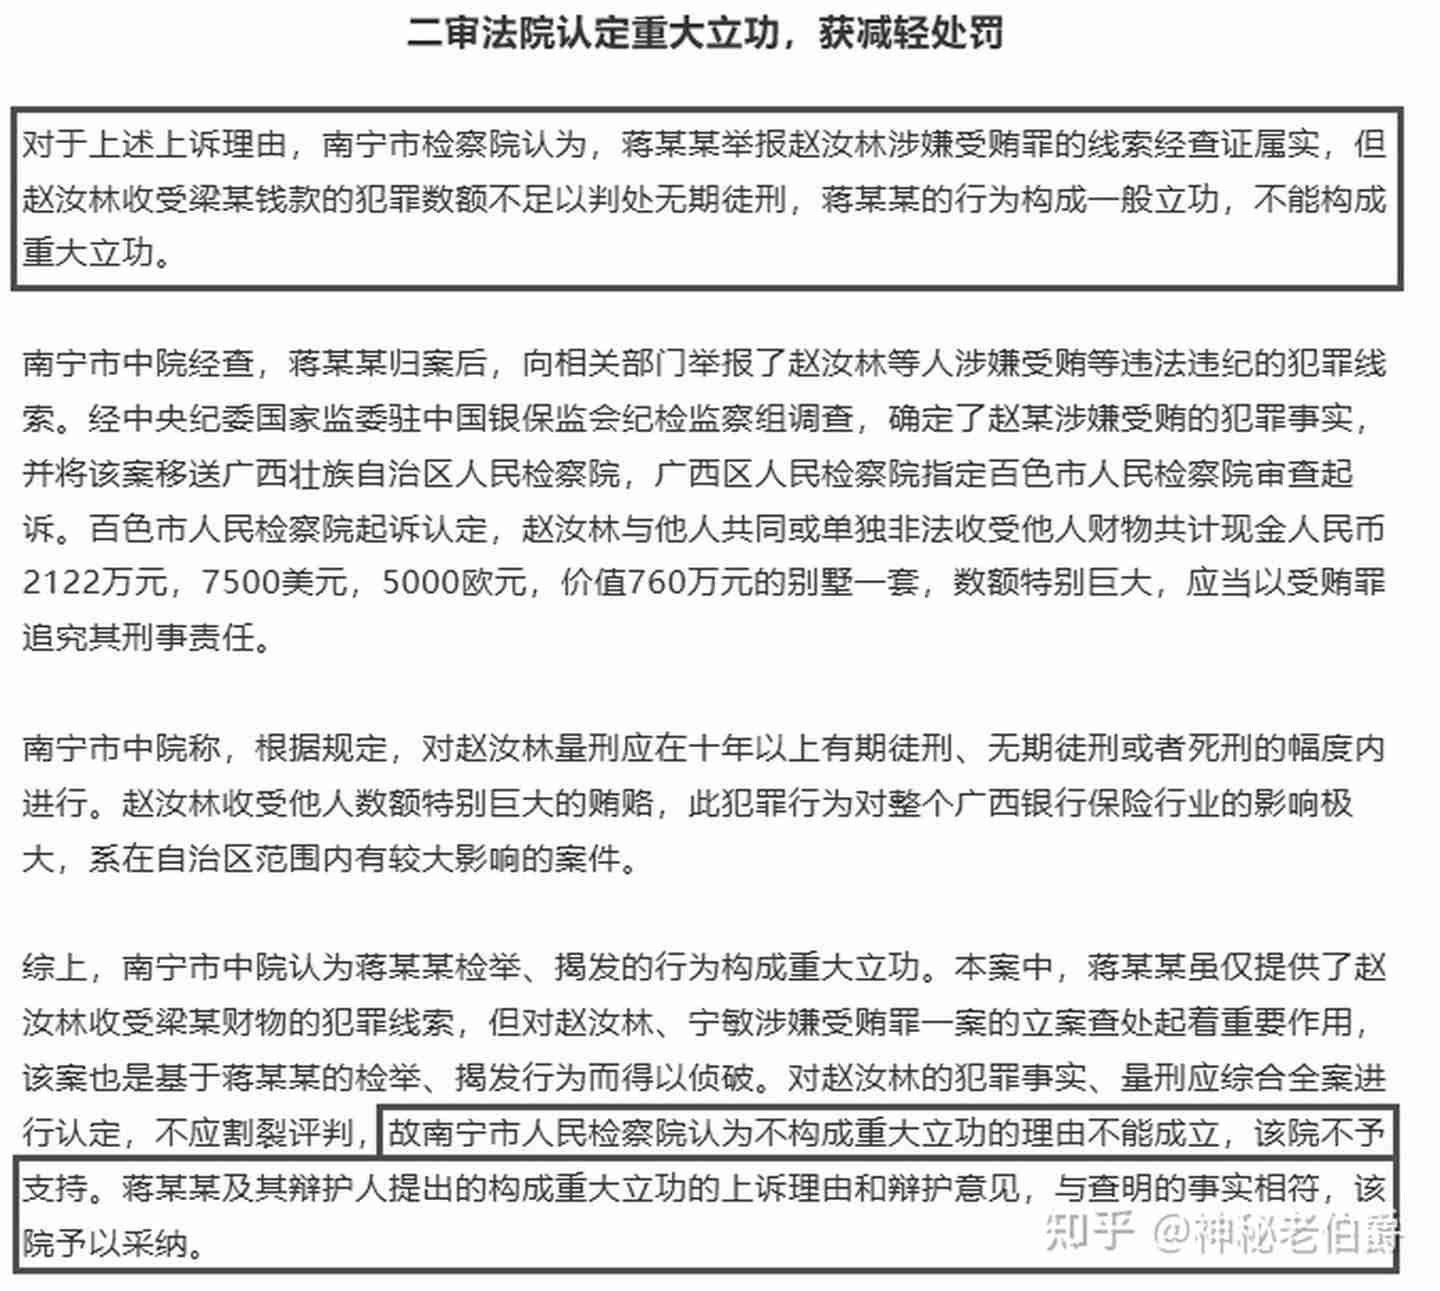 二审法院认定重大立功，获减轻处罚
对于上述上诉理由，南宁市检察院认为，蒋某某举报赵汝林涉嫌受贿罪的线索经查证属实，但
赵汝林收受梁某钱款的犯罪数额不足以判处无期徒刑，蒋某某的行为构成一般立功，不能构成
重大立功。
南宁市中院经查，蒋某某归案后，向相关部门举报了赵汝林等人涉嫌受贿等违法违纪的犯罪线
索。经中央纪委国家监委驻中国银保监会纪检监察组调查，确定了赵某涉嫌受贿的犯罪事实，
并将该案移送广西壮族自治区人民检察院，广西区人民检察院指定百色市人民检察院审查起
诉。百色市人民检察院起诉认定，赵汝林与他人共同或单独非法收受他人财物共计现金人民币
2122万元，7500美元，5000欧元，价值760万元的别墅一套，数额特别巨大，应当以受贿罪
追究其刑事责任。
南宁市中院称，根据规定，对赵汝林量刑应在十年以上有期徒刑、无期徒刑或者死刑的幅度内
进行。赵汝林收受他人数额特别巨大的贿赂，此犯罪行为对整个广西银行保险行业的影响极
大，系在自治区范围内有较大影响的案件。
综上，南宁市中院认为蒋某某检举、揭发的行为构成重大立功。本案中，蒋某某虽仅提供了赵
汝林收受梁某财物的犯罪线索，但对赵汝林、宁敏涉嫌受贿罪一案的立案查处起着重要作用，
该案也是基于蒋某某的检举、揭发行为而得以侦破。对赵汝林的犯罪事实、量刑应综合全案进
行认定，不应割裂评判，故南宁市人民检察院认为不构成重大立功的理由不能成立，该院不予
支持。蒋某某及其辩护人提出的构成重大立功的上诉理由和辩护意见，与查明的事实相符，该
院予以采纳。
知乎 @神秘老伯爵